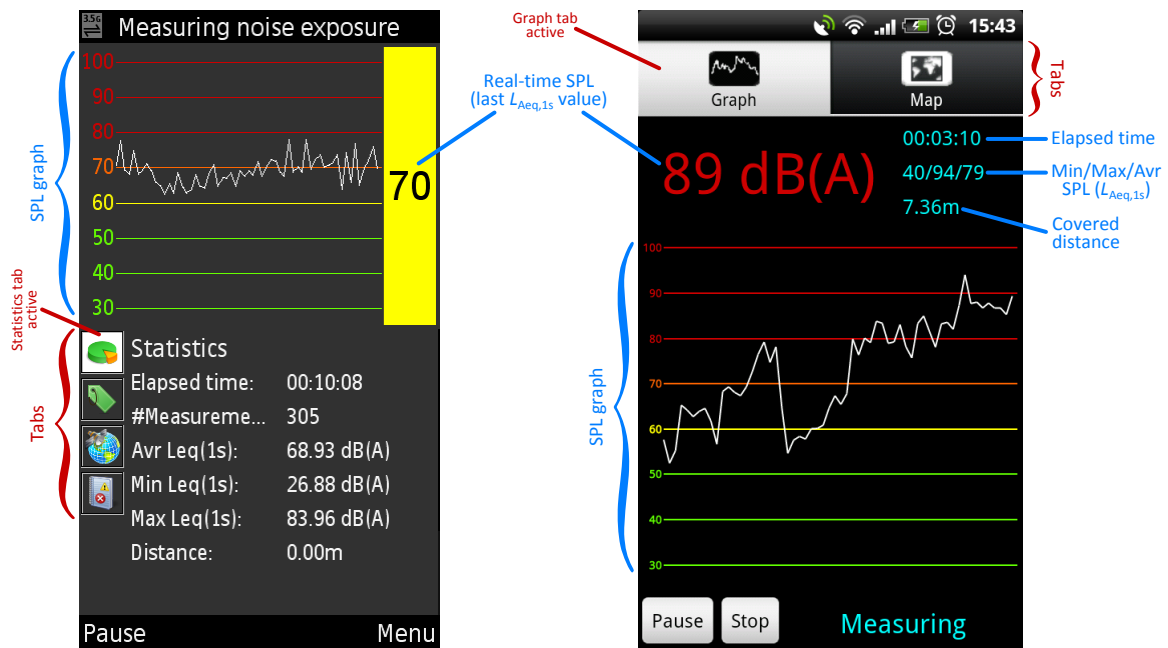 3.5G
Measuring noise exposure
100
90
80
70
60
50
40
30
70
SPL graph
Statistics tab
active
Tabs
Statistics
Elapsed time: 00:10:08
#Measureme... 305
Avr Leq(1s): 68.93 dB(A)
Min Leq(1s): 26.88 dB(A)
Max Leq(1s): 83.96 dB(A)
Distance: 0.00m
Pause Menu
Real-time SPL
(last LAeq,1s value)
Graph tab
active
15:43
Graph
Map
Tabs
89 dB(A)
00:03:10
40/94/79
7.36m
Elapsed time
Min/Max/Avr
SPL (LAeq,1s)
Covered
distance
SPL graph
100
90
80
70
60
50
40
30
Pause
Stop
Measuring